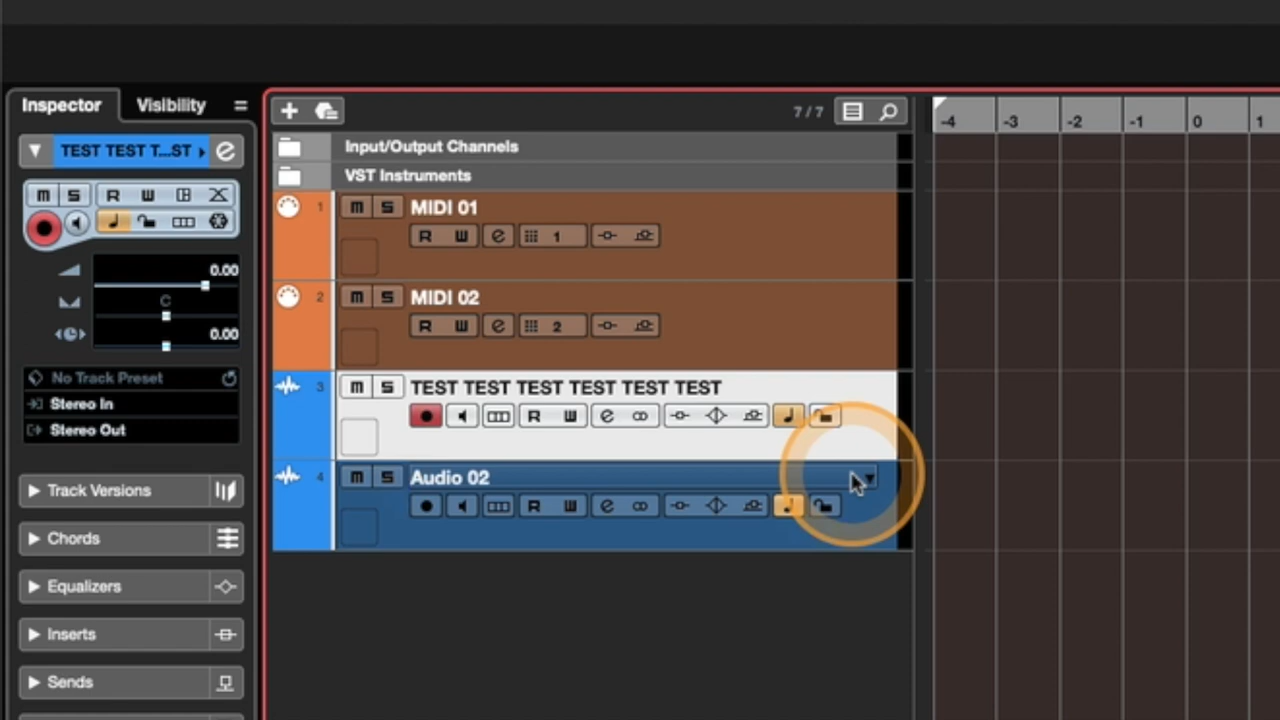 Inspector Visibility
7/7
-4 -3 -2 -1 0 1
TEST TEST T...ST e
Input/Output Channels
VST Instruments
m S R W
1 m S MIDI 01
R W e 1
0.00
C
0.00
2 m S MIDI 02
R W e 2
No Track Preset
Stereo In
Stereo Out
3 m S TEST TEST TEST TEST TEST TEST
R W e
4 m S Audio 02
R W e
Track Versions
Chords
Equalizers
Inserts
Sends